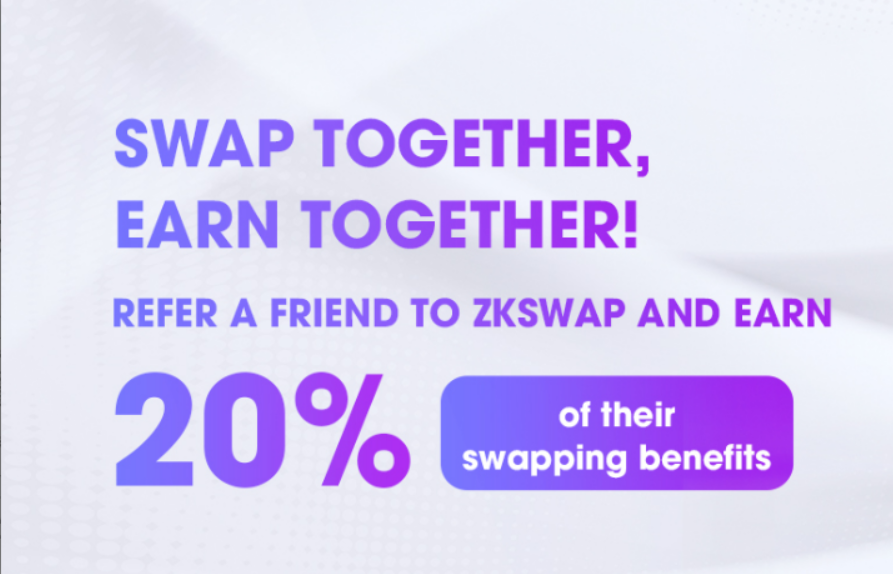 SWAP TOGETHER,
EARN TOGETHER!
REFER A FRIEND TO ZKSWAP AND EARN
20%
of their
swapping benefits